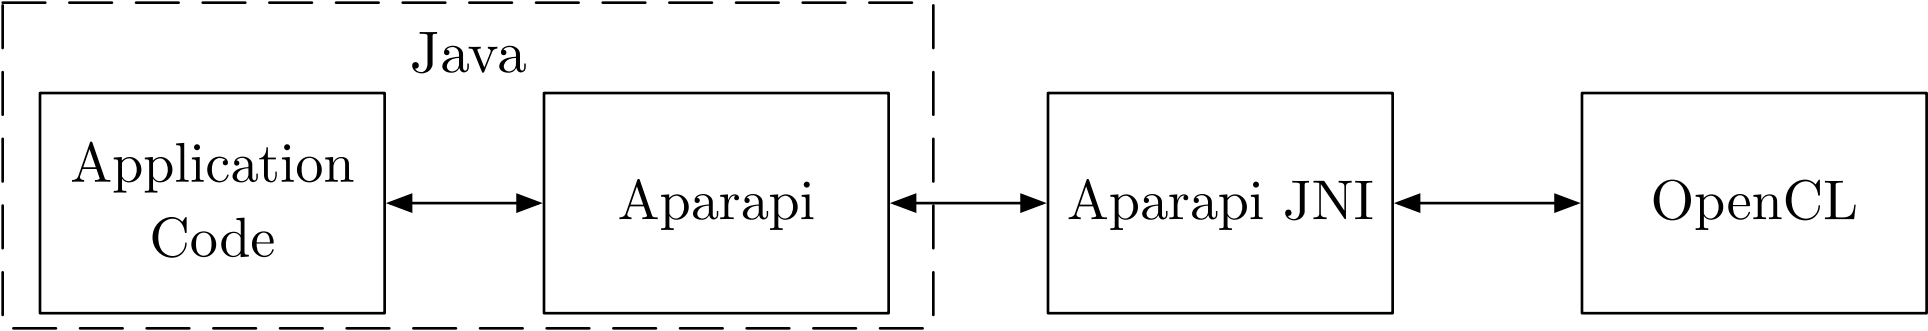 Java
Application
Code
Aparapi
Aparapi JNI
OpenCL